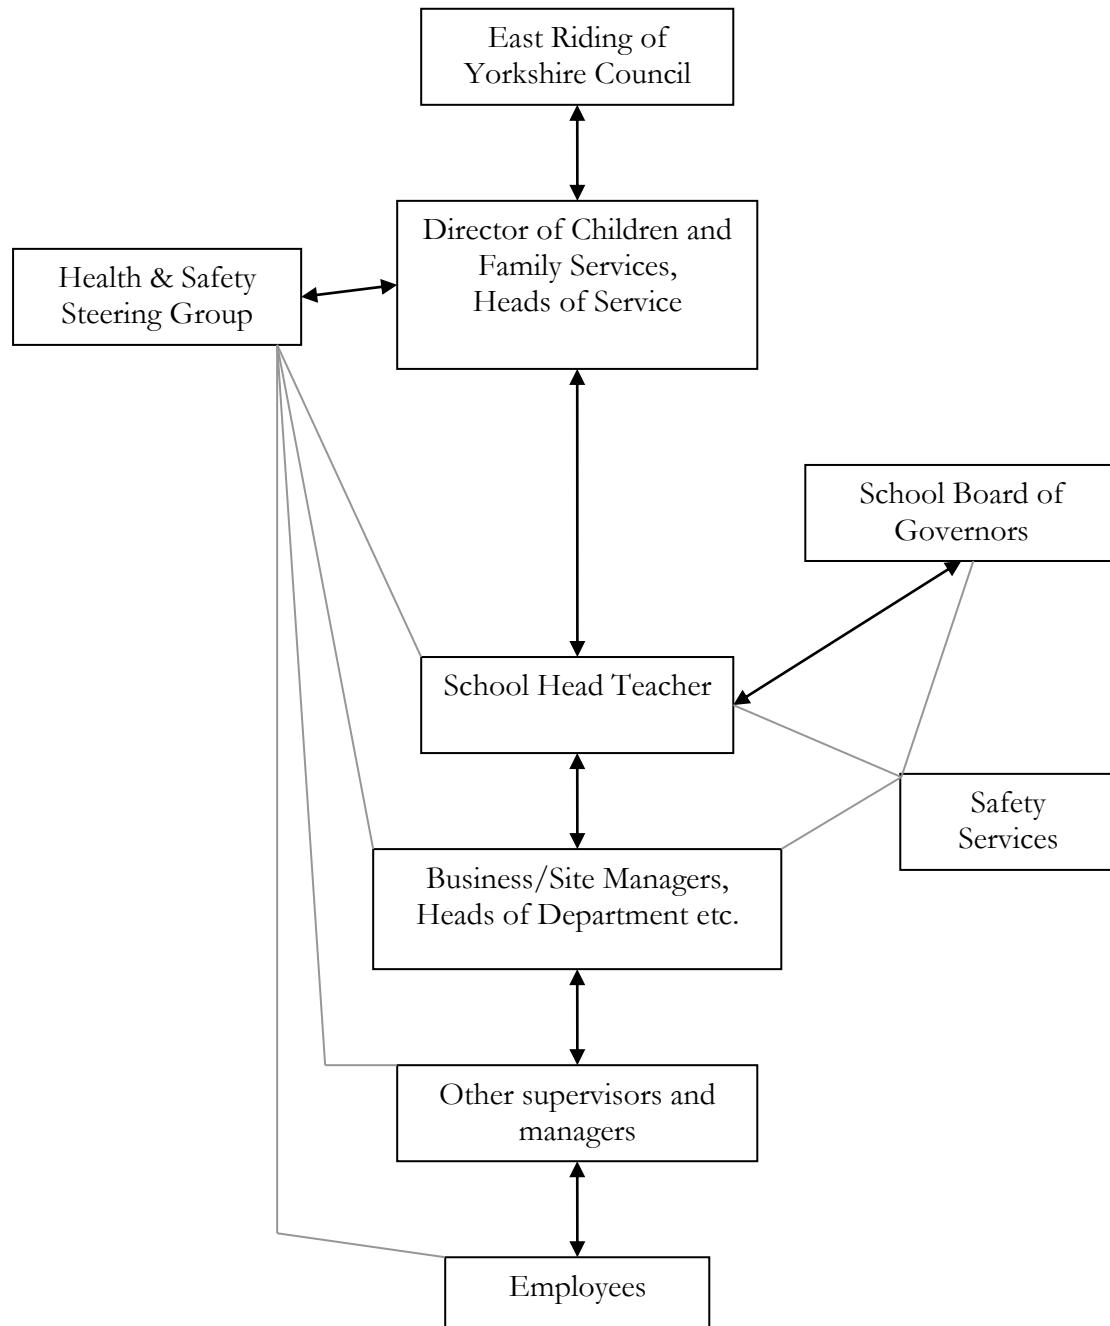 East Riding of
Yorkshire Council
Director of Children and
Family Services,
Heads of Service
Health & Safety
Steering Group
School Board of
Governors
School Head Teacher
Safety
Services
Business/Site Managers,
Heads of Department etc.
Other supervisors and
managers
Employees